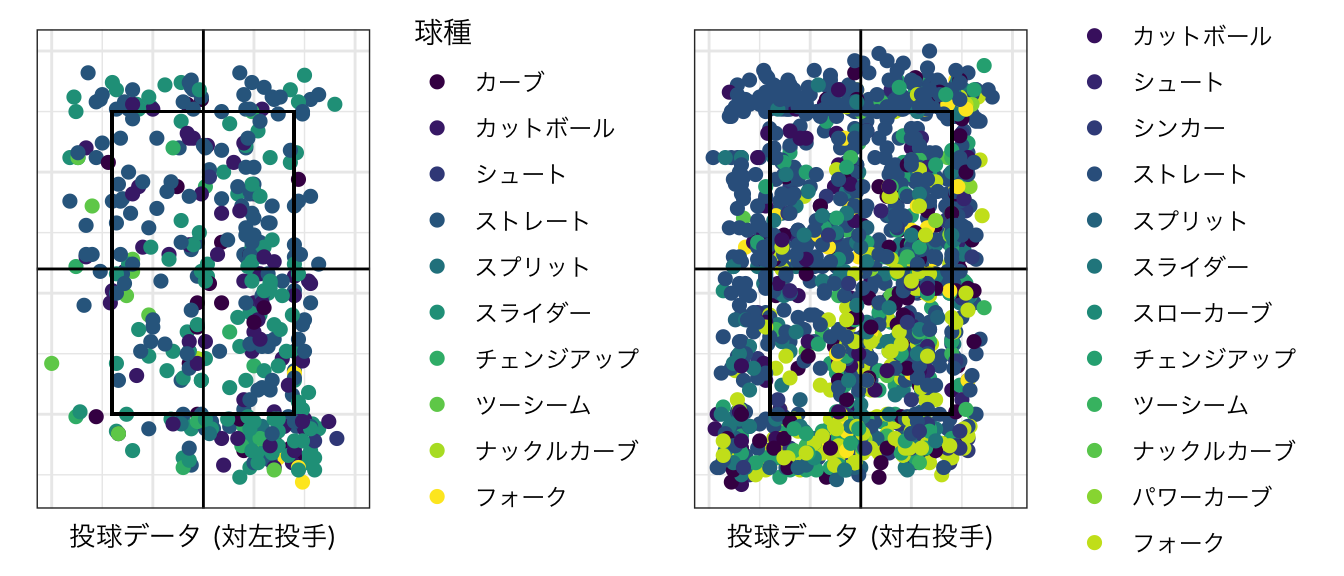 球種
カーブ
カットボール
シュート
ストレート
スプリット
スライダー
チェンジアップ
ツーシーム
ナックルカーブ
フォーク
投球データ (対左投手)
カットボール
シュート
シンカー
ストレート
スプリット
スライダー
スローカーブ
チェンジアップ
ツーシーム
ナックルカーブ
パワーカーブ
フォーク
投球データ (対右投手)